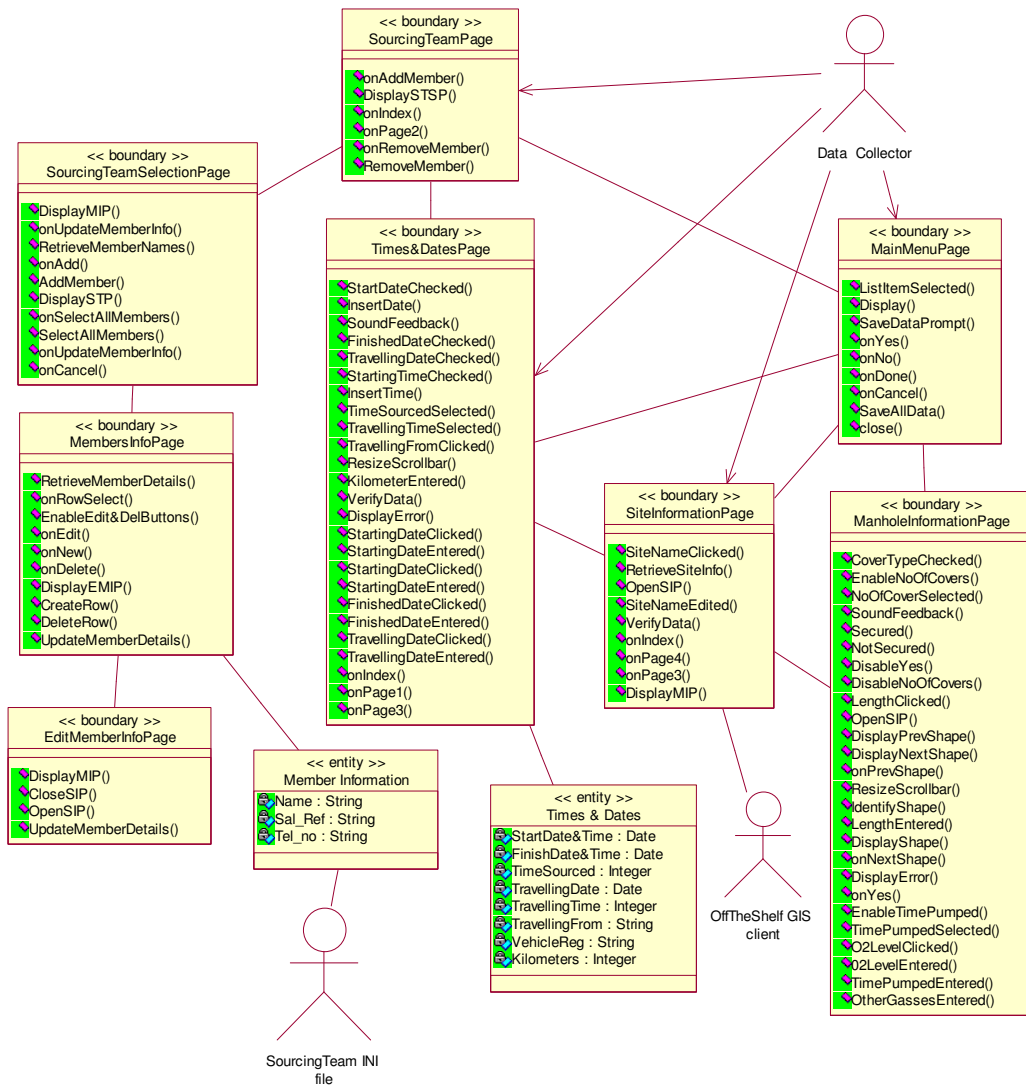 << boundary >>
SourcingTeamPage
onAddMember()
DisplaySTSP()
onIndex()
onPage2()
onRemoveMember()
RemoveMember()
Data Collector
<< boundary >>
SourcingTeamSelectionPage
DisplayMIP()
onUpdateMemberInfo()
RetrieveMemberNames()
onAdd()
AddMember()
DisplaySTP()
onSelectAllMembers()
SelectAllMembers()
onUpdateMemberInfo()
onCancel()
<< boundary >>
Times&DatesPage
StartDateChecked()
InsertDate()
SoundFeedback()
FinishedDateChecked()
TravellingDateChecked()
StartingTimeChecked()
InsertTime()
TimeSourcedSelected()
TravellingTimeSelected()
TravellingFromClicked()
ResizeScrollbar()
KilometerEntered()
VerifyData()
DisplayError()
StartingDateClicked()
StartingDateEntered()
StartingDateClicked()
StartingDateEntered()
FinishedDateClicked()
FinishedDateEntered()
TravellingDateClicked()
TravellingDateEntered()
onIndex()
onPage1()
onPage3()
<< boundary >>
MainMenuPage
ListItemSelected()
Display()
SaveDataPrompt()
onYes()
onNo()
onDone()
onCancel()
SaveAllData()
close()
<< boundary >>
MembersInfoPage
RetrieveMemberDetails()
onRowSelect()
EnableEdit&DelButtons()
onEdit()
onNew()
onDelete()
DisplayEMIP()
CreateRow()
DeleteRow()
UpdateMemberDetails()
<< boundary >>
SiteInformationPage
SiteNameClicked()
RetrieveSiteInfo()
OpenSIP()
SiteNameEdited()
VerifyData()
onIndex()
onPage4()
onPage3()
DisplayMIP()
<< boundary >>
ManholeInformationPage
CoverTypeChecked()
EnableNoOfCovers()
NoOfCoverSelected()
SoundFeedback()
Secured()
NotSecured()
DisableYes()
DisableNoOfCovers()
LengthClicked()
OpenSIP()
DisplayPrevShape()
DisplayNextShape()
onPrevShape()
ResizeScrollbar()
IdentifyShape()
LengthEntered()
DisplayShape()
onNextShape()
DisplayError()
onYes()
EnableTimePumped()
TimePumpedSelected()
O2LevelClicked()
02LevelEntered()
TimePumpedEntered()
OtherGassesEntered()
<< boundary >>
EditMemberInfoPage
DisplayMIP()
CloseSIP()
OpenSIP()
UpdateMemberDetails()
<< entity >>
Member Information
Name : String
Sal_Ref : String
Tel_no : String
<< entity >>
Times & Dates
StartDate&Time : Date
FinishDate&Time : Date
TimeSourced : Integer
TravellingDate : Date
TravellingTime : Integer
TravellingFrom : String
VehicleReg : String
Kilometers : Integer
OffTheShelf GIS
client
SourcingTeam INI
file